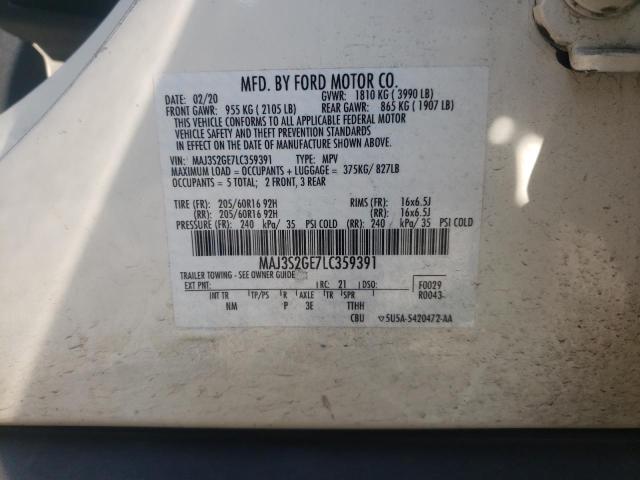 MFD. BY FORD MOTOR CO.
DATE: 02/20 GVWR: 1810 KG ( 3990 LB)
FRONT GAWR: 955 KG ( 2105 LB) REAR GAWR: 865 KG ( 1907 LB)
THIS VEHICLE CONFORMS TO ALL APPLICABLE FEDERAL MOTOR
VEHICLE SAFETY AND THEFT PREVENTION STANDARDS
IN EFFECT ON THE DATE OF MANUFACTURE SHOWN ABOVE.
VIN: MAJ3S2GE7LC359391 TYPE: MPV
MAXIMUM LOAD = OCCUPANTS + LUGGAGE = 375KG/ 827LB
OCCUPANTS = 5 TOTAL; 2 FRONT, 3 REAR
TIRE (FR): 205/60R16 92H RIMS (FR): 16x6.5J
(RR): 205/60R16 92H (RR): 16x6.5J
PRESSURE (FR): 240 kPa/ 35 PSI COLD (RR): 240 kPa/ 35 PSI COLD
MAJ3S2GE7LC359391
TRAILER TOWING - SEE OWNER GUIDE
EXT PNT: RC: 21 DSO: F0029
INT TR TP/PS R AXLE TR SPR R0043
NM P 3E TTHH
CBU ▽5U5A-5420472-AA